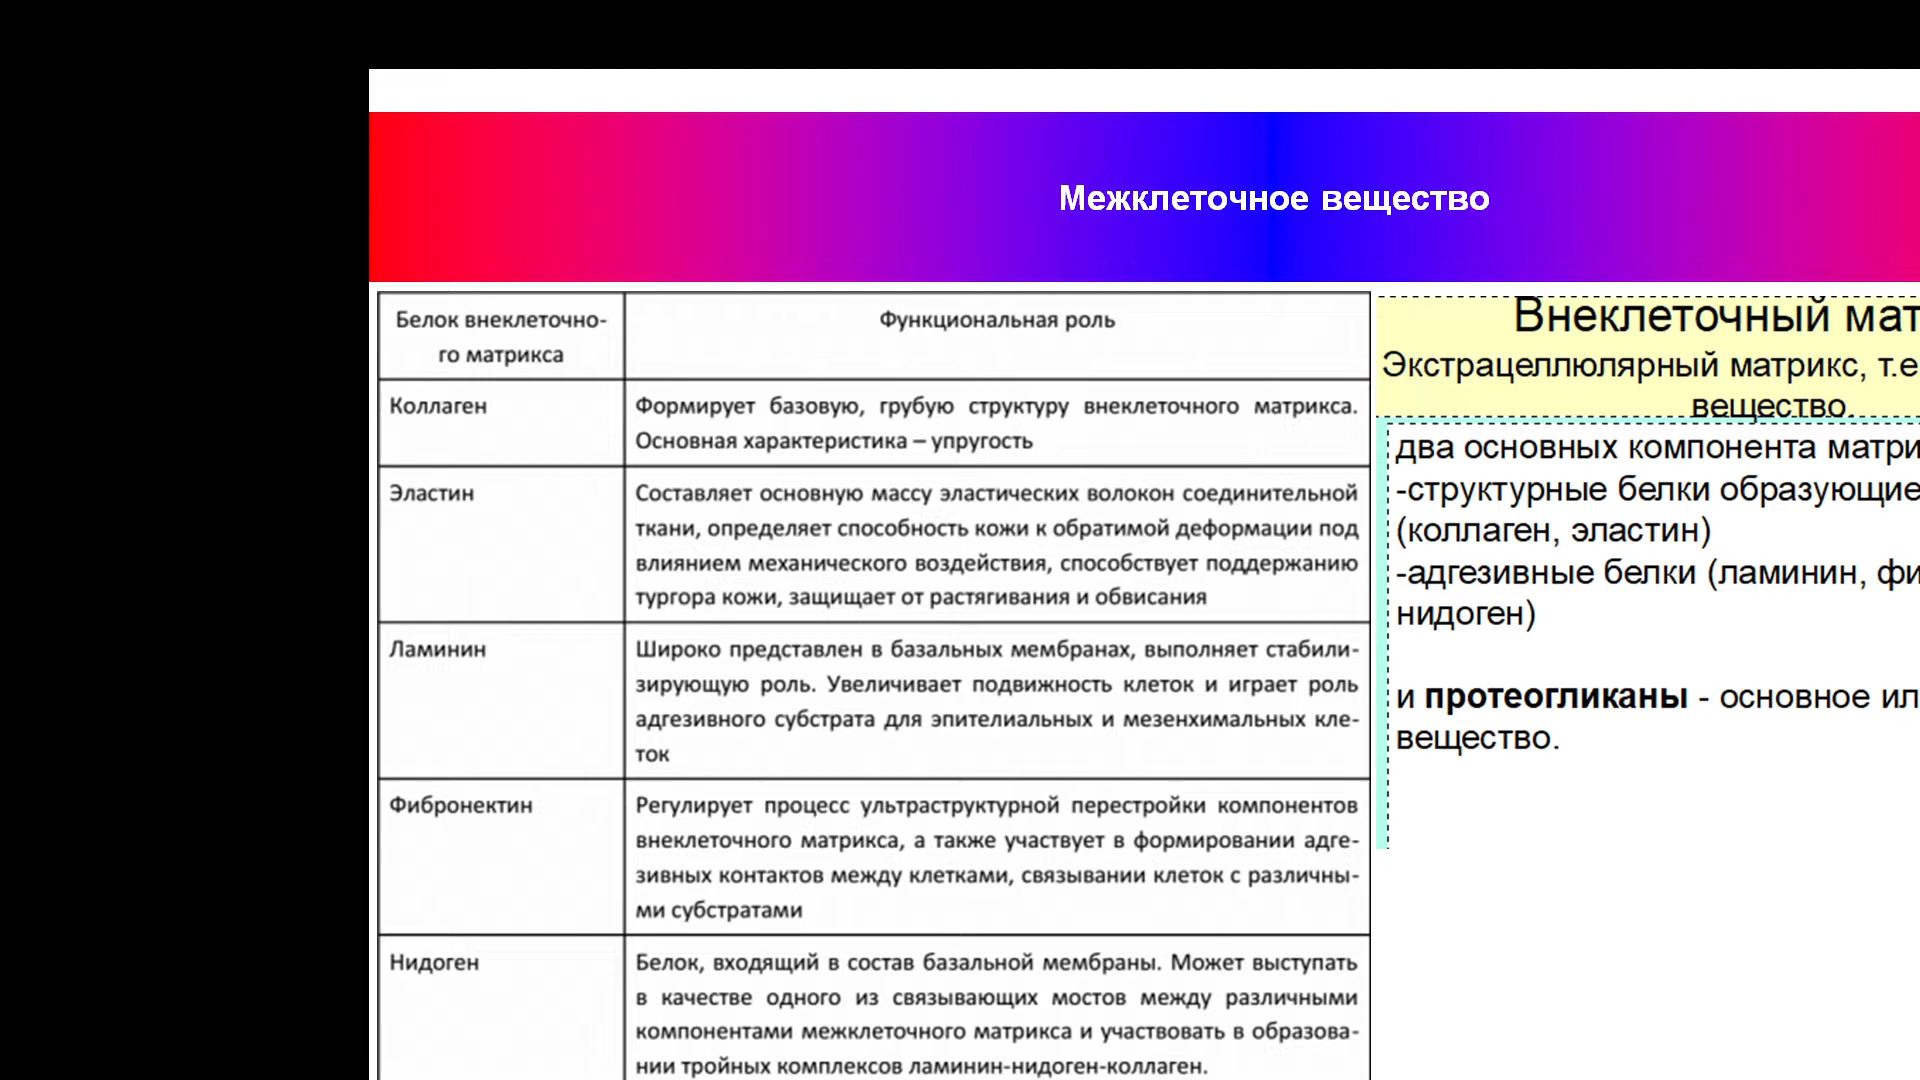 Межклеточное вещество
Белок внеклеточно-
го матрикса
Функциональная роль
Коллаген
Формирует базовую, грубую структуру внеклеточного матрикса.
Основная характеристика – упругость
Эластин
Составляет основную массу эластических волокон соединительной
ткани, определяет способность кожи к обратимой деформации под
влиянием механического воздействия, способствует поддержанию
тургора кожи, защищает от растягивания и обвисания
Ламинин
Широко представлен в базальных мембранах, выполняет стабили-
зирующую роль. Увеличивает подвижность клеток и играет роль
адгезивного субстрата для эпителиальных и мезенхимальных кле-
ток
Фибронектин
Регулирует процесс ультраструктурной перестройки компонентов
внеклеточного матрикса, а также участвует в формировании адге-
зивных контактов между клетками, связывании клеток с различны-
ми субстратами
Нидоген
Белок, входящий в состав базальной мембраны. Может выступать
в качестве одного из связывающих мостов между различными
компонентами межклеточного матрикса и участвовать в образова-
нии тройных комплексов ламинин-нидоген-коллаген.
Внеклеточный мат
Экстрацеллюлярный матрикс, т.е
вещество.
два основных компонента матри
-структурные белки образующие
(коллаген, эластин)
-адгезивные белки (ламинин, фи
нидоген)
и протеогликаны - основное ил
вещество.